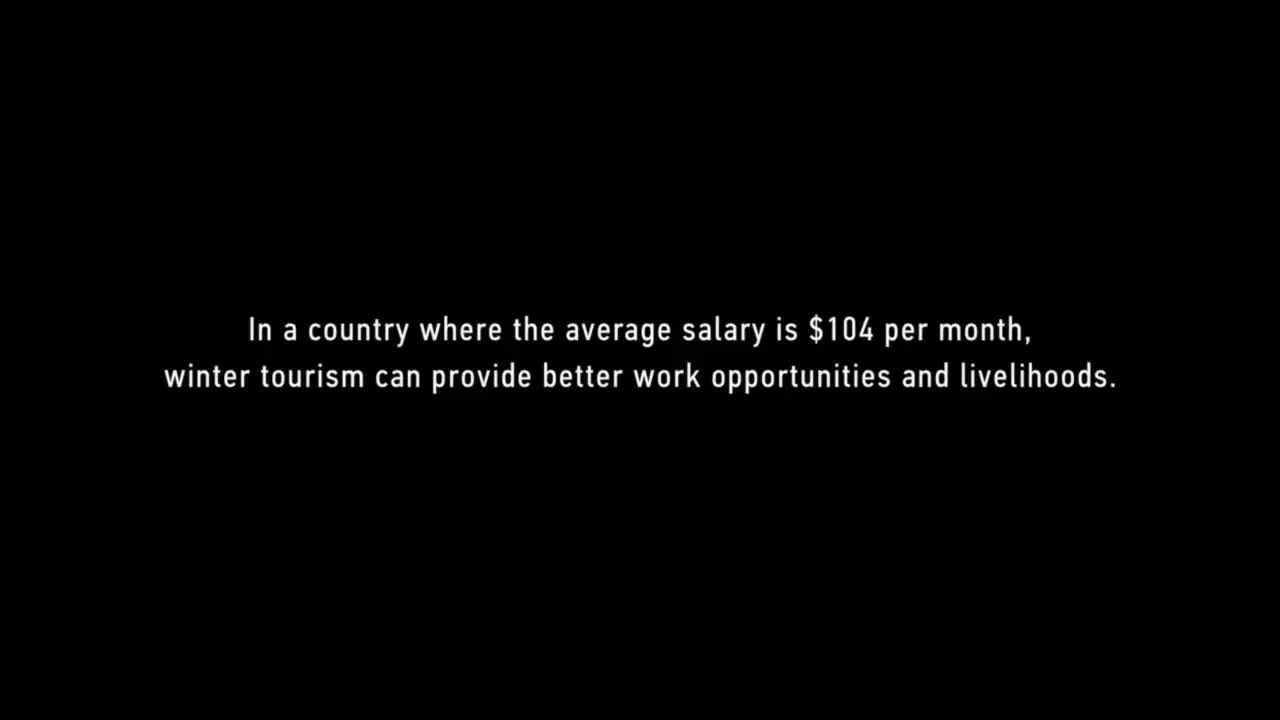 In a country where the average salary is $104 per month,
winter tourism can provide better work opportunities and livelihoods.